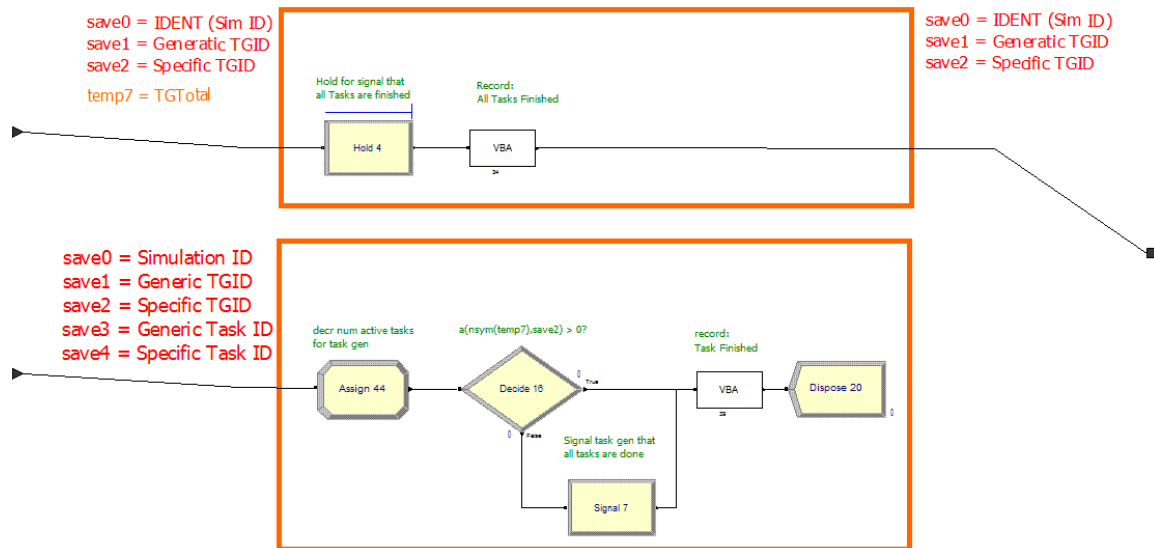 save0 = IDENT (Sim ID)
save1 = Generatic TGID
save2 = Specific TGID
temp7 = TGTotal
save0 = IDENT (Sim ID)
save1 = Generatic TGID
save2 = Specific TGID
Hold for signal that
all Tasks are finished
Record:
All Tasks Finished
Hold 4
VBA
34
save0 = Simulation ID
save1 = Generic TGID
save2 = Specific TGID
save3 = Generic Task ID
save4 = Specific Task ID
decr num active tasks
for task gen
a(nsym(temp7),save2) > 0?
record:
Task Finished
Assign 44
Decide 16
0
True
VBA
Dispose 20
0
0
False
Signal task gen that
all tasks are done
Signal 7